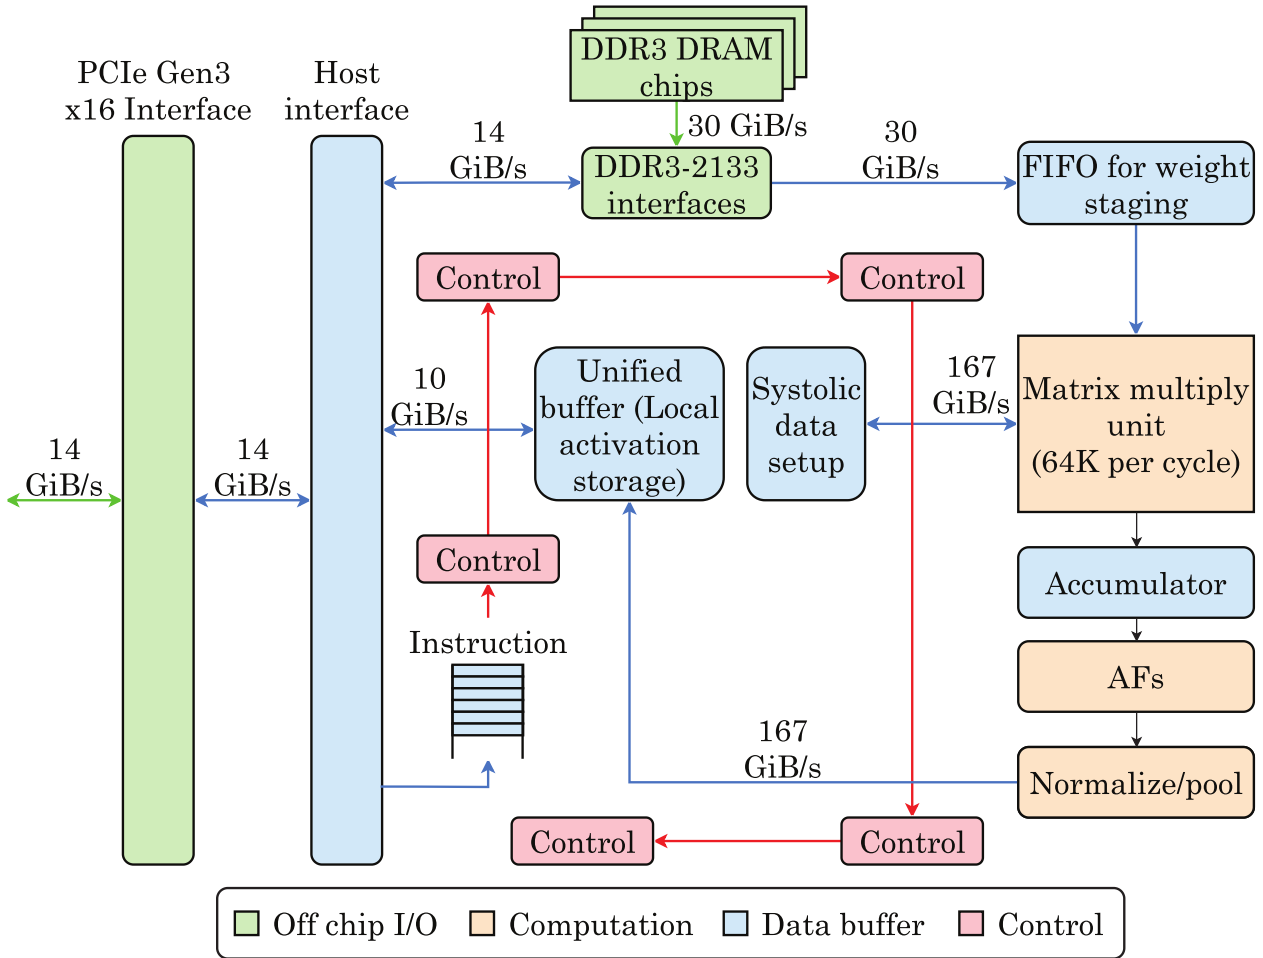 DDR3 DRAM
chips
PCIe Gen3
x16 Interface
Host
interface
30 GiB/s
14
GiB/s
30
GiB/s
DDR3-2133
interfaces
FIFO for weight
staging
Control
Control
Unified
buffer (Local
activation
storage)
Systolic
data
setup
167
GiB/s
Matrix multiply
unit
(64K per cycle)
10
GiB/s
14
GiB/s
14
GiB/s
Control
Accumulator
Instruction
AFs
167
GiB/s
Normalize/pool
Control
Control
Off chip I/O
Computation
Data buffer
Control